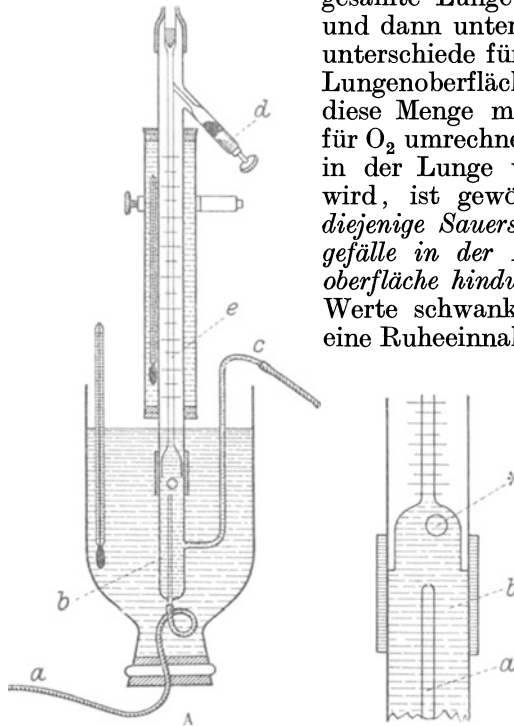 gesamte Lunge
und dann unter
unterschiede für
Lungenoberfläch
diese Menge m
für O₂ umrechne
in der Lunge
wird, ist gewö
diejenige Sauers
gefälle in der
oberfläche hindu
Werte schwank
eine Ruheeinnal
d
e
c
b
a
A
*
b
a